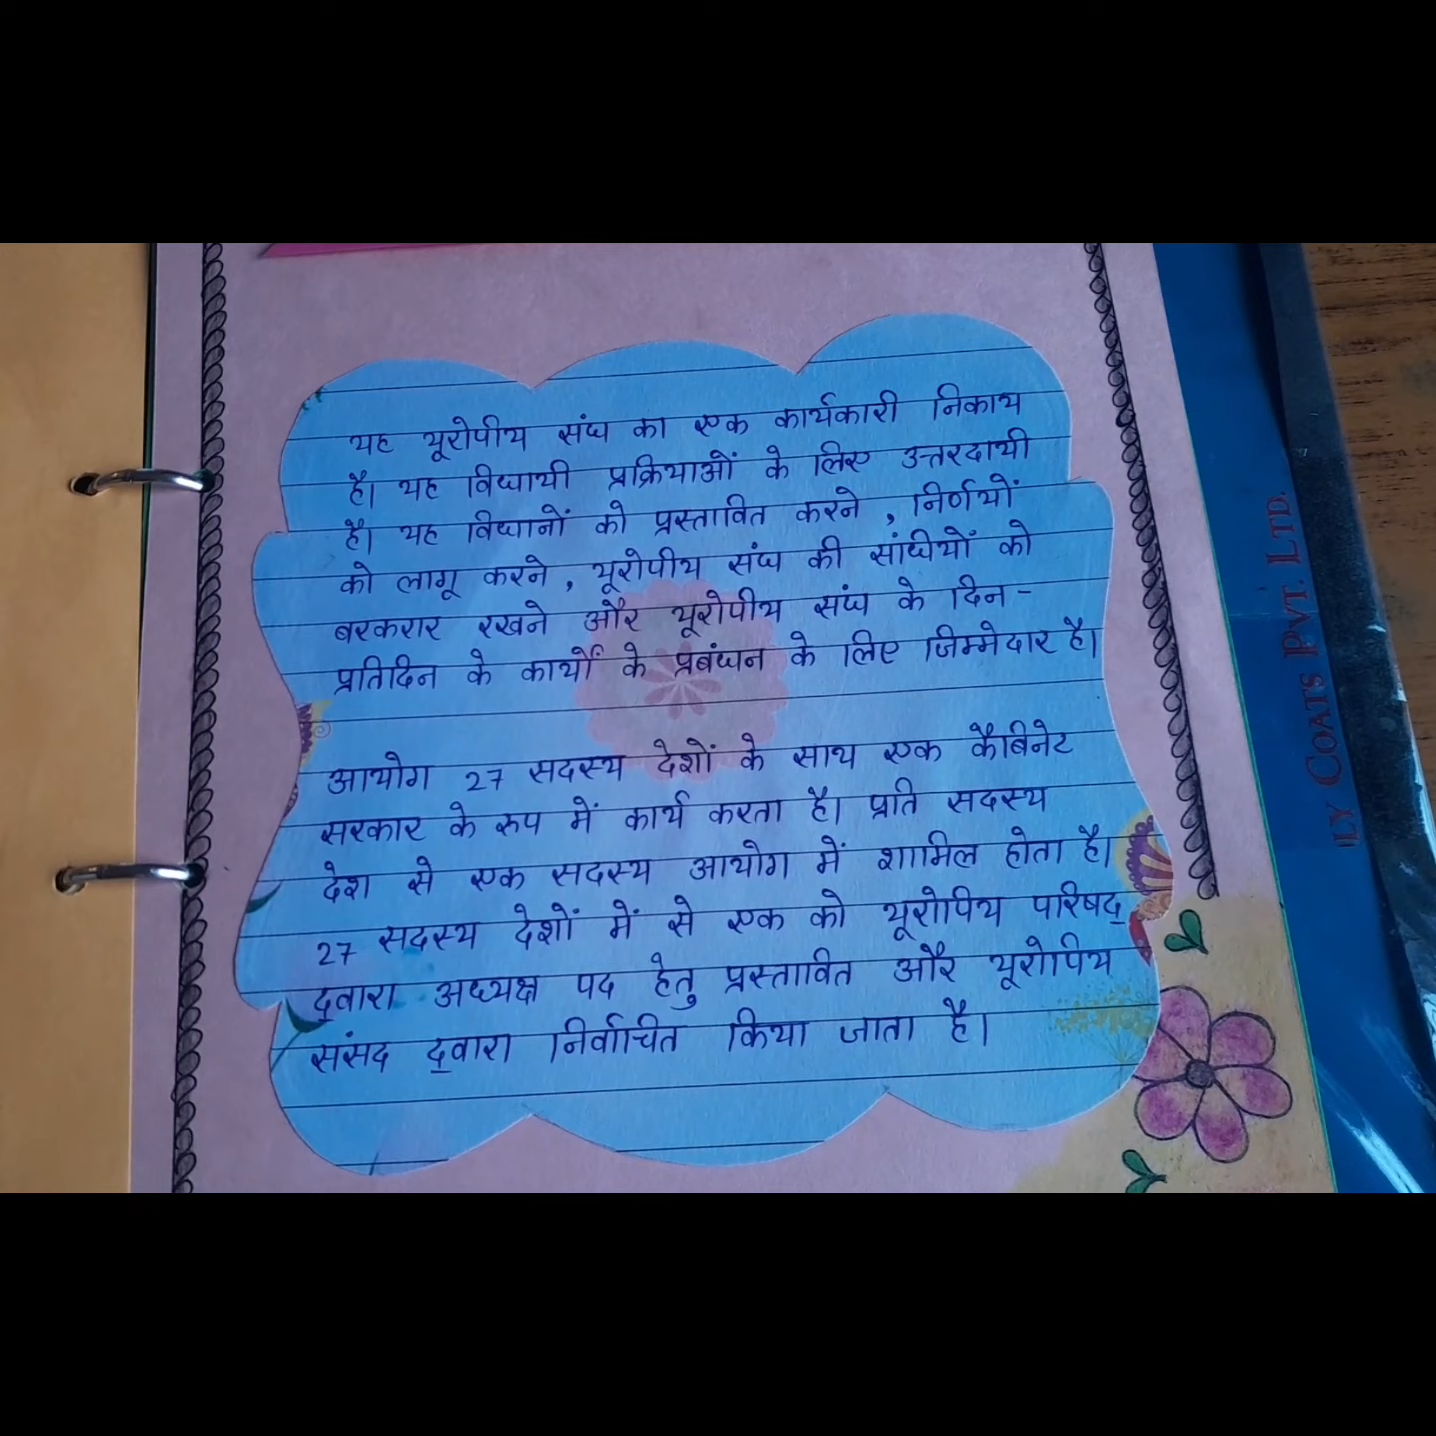 यह यूरोपीय संघ का एक कार्यकारी निकाय
है। यह विधायी प्रक्रियाओं के लिए उत्तरदायी
है। यह विधानों को प्रस्तावित करने, निर्णयों
को लागू करने, यूरोपीय संघ की संधियों को
बरकरार रखने और यूरोपीय संघ के दिन-
प्रतिदिन के कार्यों के प्रबंधन के लिए जिम्मेदार है।
आयोग 27 सदस्य देशों के साथ एक कैबिनेट
सरकार के रुप में कार्य करता है। प्रति सदस्य
देश से एक सदस्य आयोग में शामिल होता है।
27 सदस्य देशों में से एक को यूरोपिय परिषद्
द्वारा अध्यक्ष पद हेतु प्रस्तावित और यूरोपिय
संसद द्वारा निर्वाचित किया जाता है।
COATS PVT. LTD.